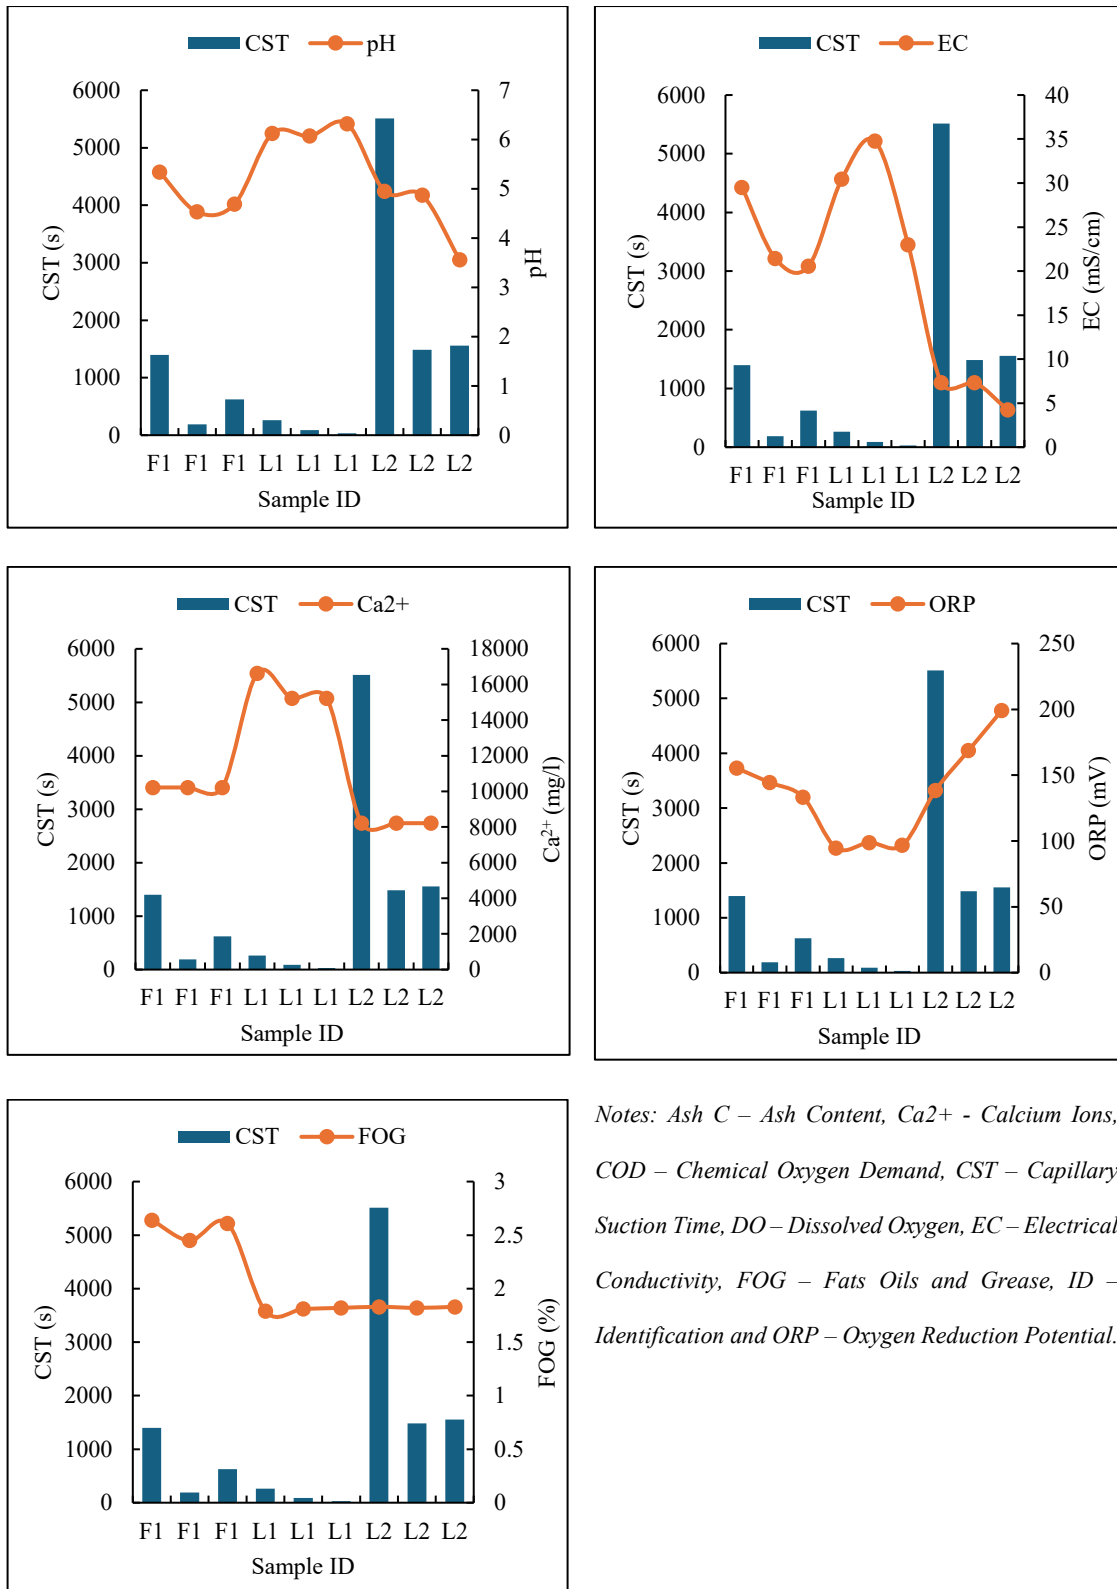 CST pH
6000
5000
4000
3000
2000
1000
0
7
6
5
4
3
2
1
0
CST (s)
pH
F1 F1 F1 L1 L1 L1 L2 L2 L2
Sample ID
CST EC
6000
5000
4000
3000
2000
1000
0
40
35
30
25
20
15
10
5
0
CST (s)
EC (mS/cm)
F1 F1 F1 L1 L1 L1 L2 L2 L2
Sample ID
CST Ca2+
6000
5000
4000
3000
2000
1000
0
18000
16000
14000
12000
10000
8000
6000
4000
2000
0
CST (s)
Ca²⁺ (mg/l)
F1 F1 F1 L1 L1 L1 L2 L2 L2
Sample ID
CST ORP
6000
5000
4000
3000
2000
1000
0
250
200
150
100
50
0
CST (s)
ORP (mV)
F1 F1 F1 L1 L1 L1 L2 L2 L2
Sample ID
CST FOG
6000
5000
4000
3000
2000
1000
0
3
2.5
2
1.5
1
0.5
0
CST (s)
FOG (%)
F1 F1 F1 L1 L1 L1 L2 L2 L2
Sample ID
Notes: Ash C – Ash Content, Ca2+ - Calcium Ions,
COD – Chemical Oxygen Demand, CST – Capillary
Suction Time, DO – Dissolved Oxygen, EC – Electrical
Conductivity, FOG – Fats Oils and Grease, ID –
Identification and ORP – Oxygen Reduction Potential.